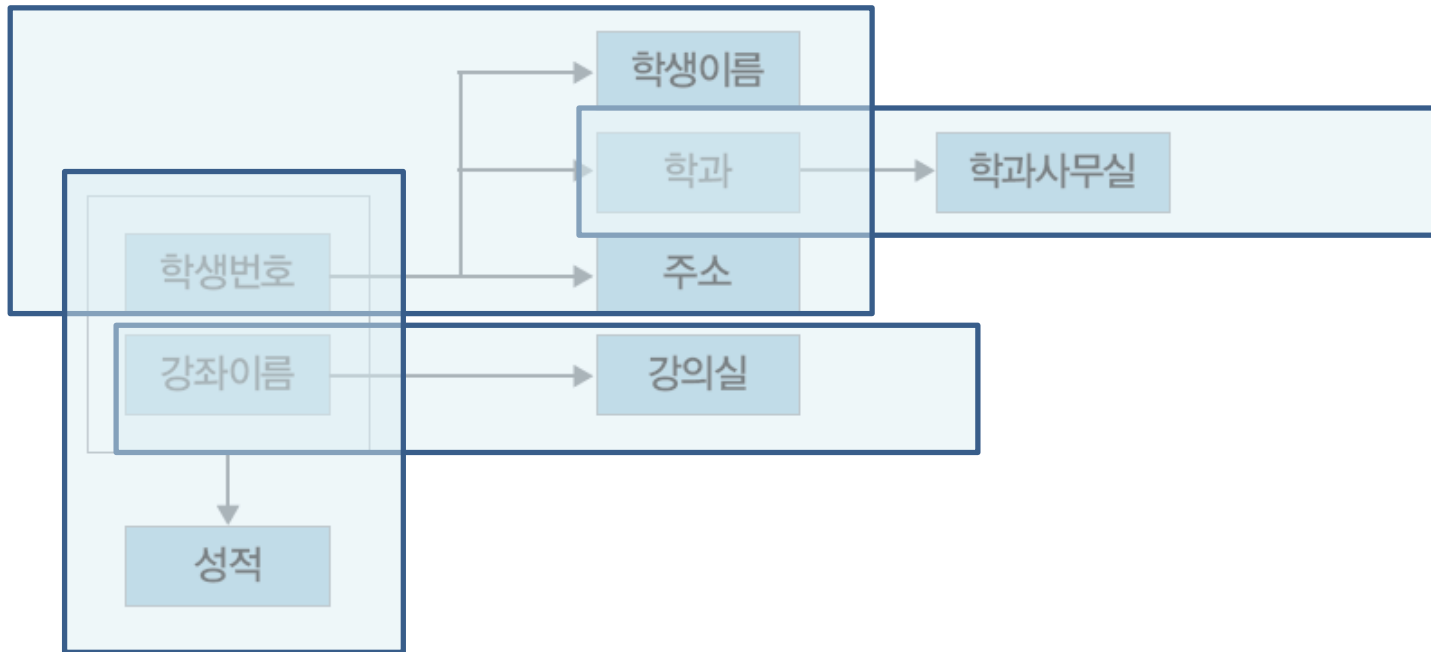 학생이름
학과
학과사무실
학생번호
주소
강좌이름
강의실
성적